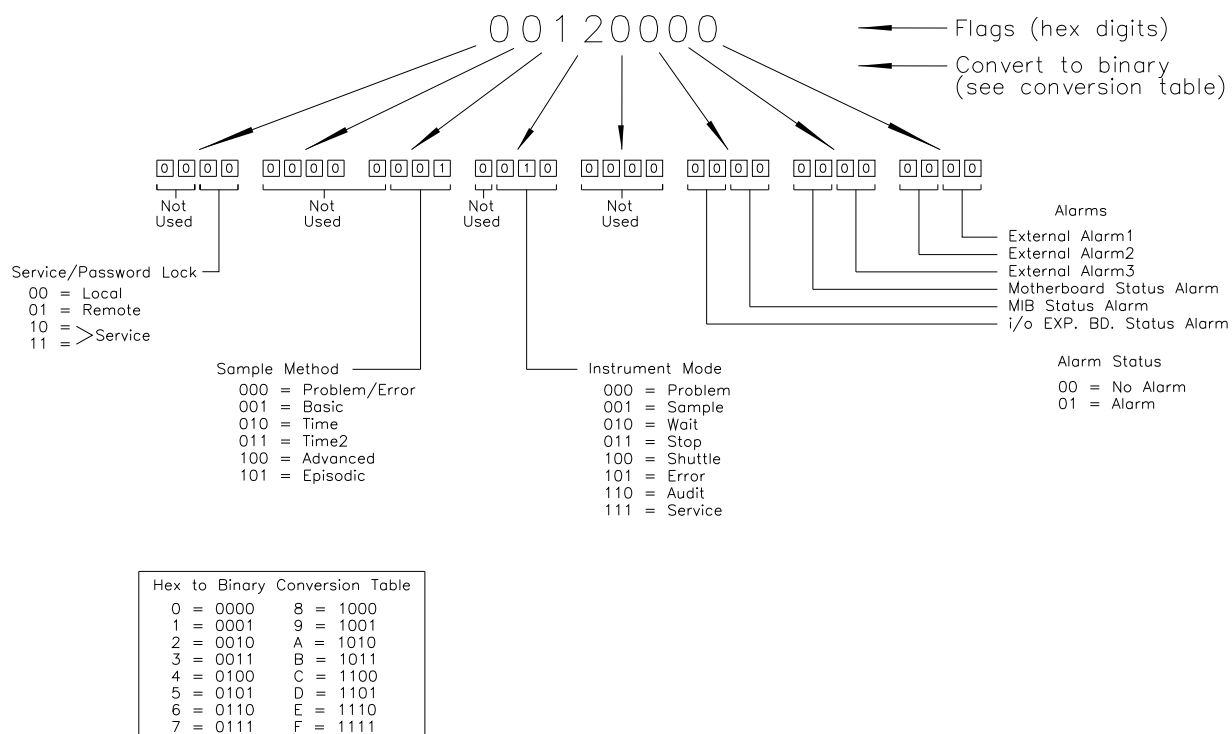 00120000
Flags (hex digits)
Convert to binary
(see conversion table)
0 0 0 0 0 0 0 0 0 0 0 1 0 0 1 0 0 0 0 0 0 0 0 0 0 0 0 0 0 0 0 0
Not
Used
Not
Used
Not
Used
Not
Used
Alarms
External Alarm1
External Alarm2
External Alarm3
Motherboard Status Alarm
MIB Status Alarm
i/o EXP. BD. Status Alarm
Alarm Status
00 = No Alarm
01 = Alarm
Service/Password Lock
00 = Local
01 = Remote
10 =
11 =
Service
Sample Method
000 = Problem/Error
001 = Basic
010 = Time
011 = Time2
100 = Advanced
101 = Episodic
Instrument Mode
000 = Problem
001 = Sample
010 = Wait
011 = Stop
100 = Shuttle
101 = Error
110 = Audit
111 = Service
Hex to Binary Conversion Table
0 = 0000 8 = 1000
1 = 0001 9 = 1001
2 = 0010 A = 1010
3 = 0011 B = 1011
4 = 0100 C = 1100
5 = 0101 D = 1101
6 = 0110 E = 1110
7 = 0111 F = 1111